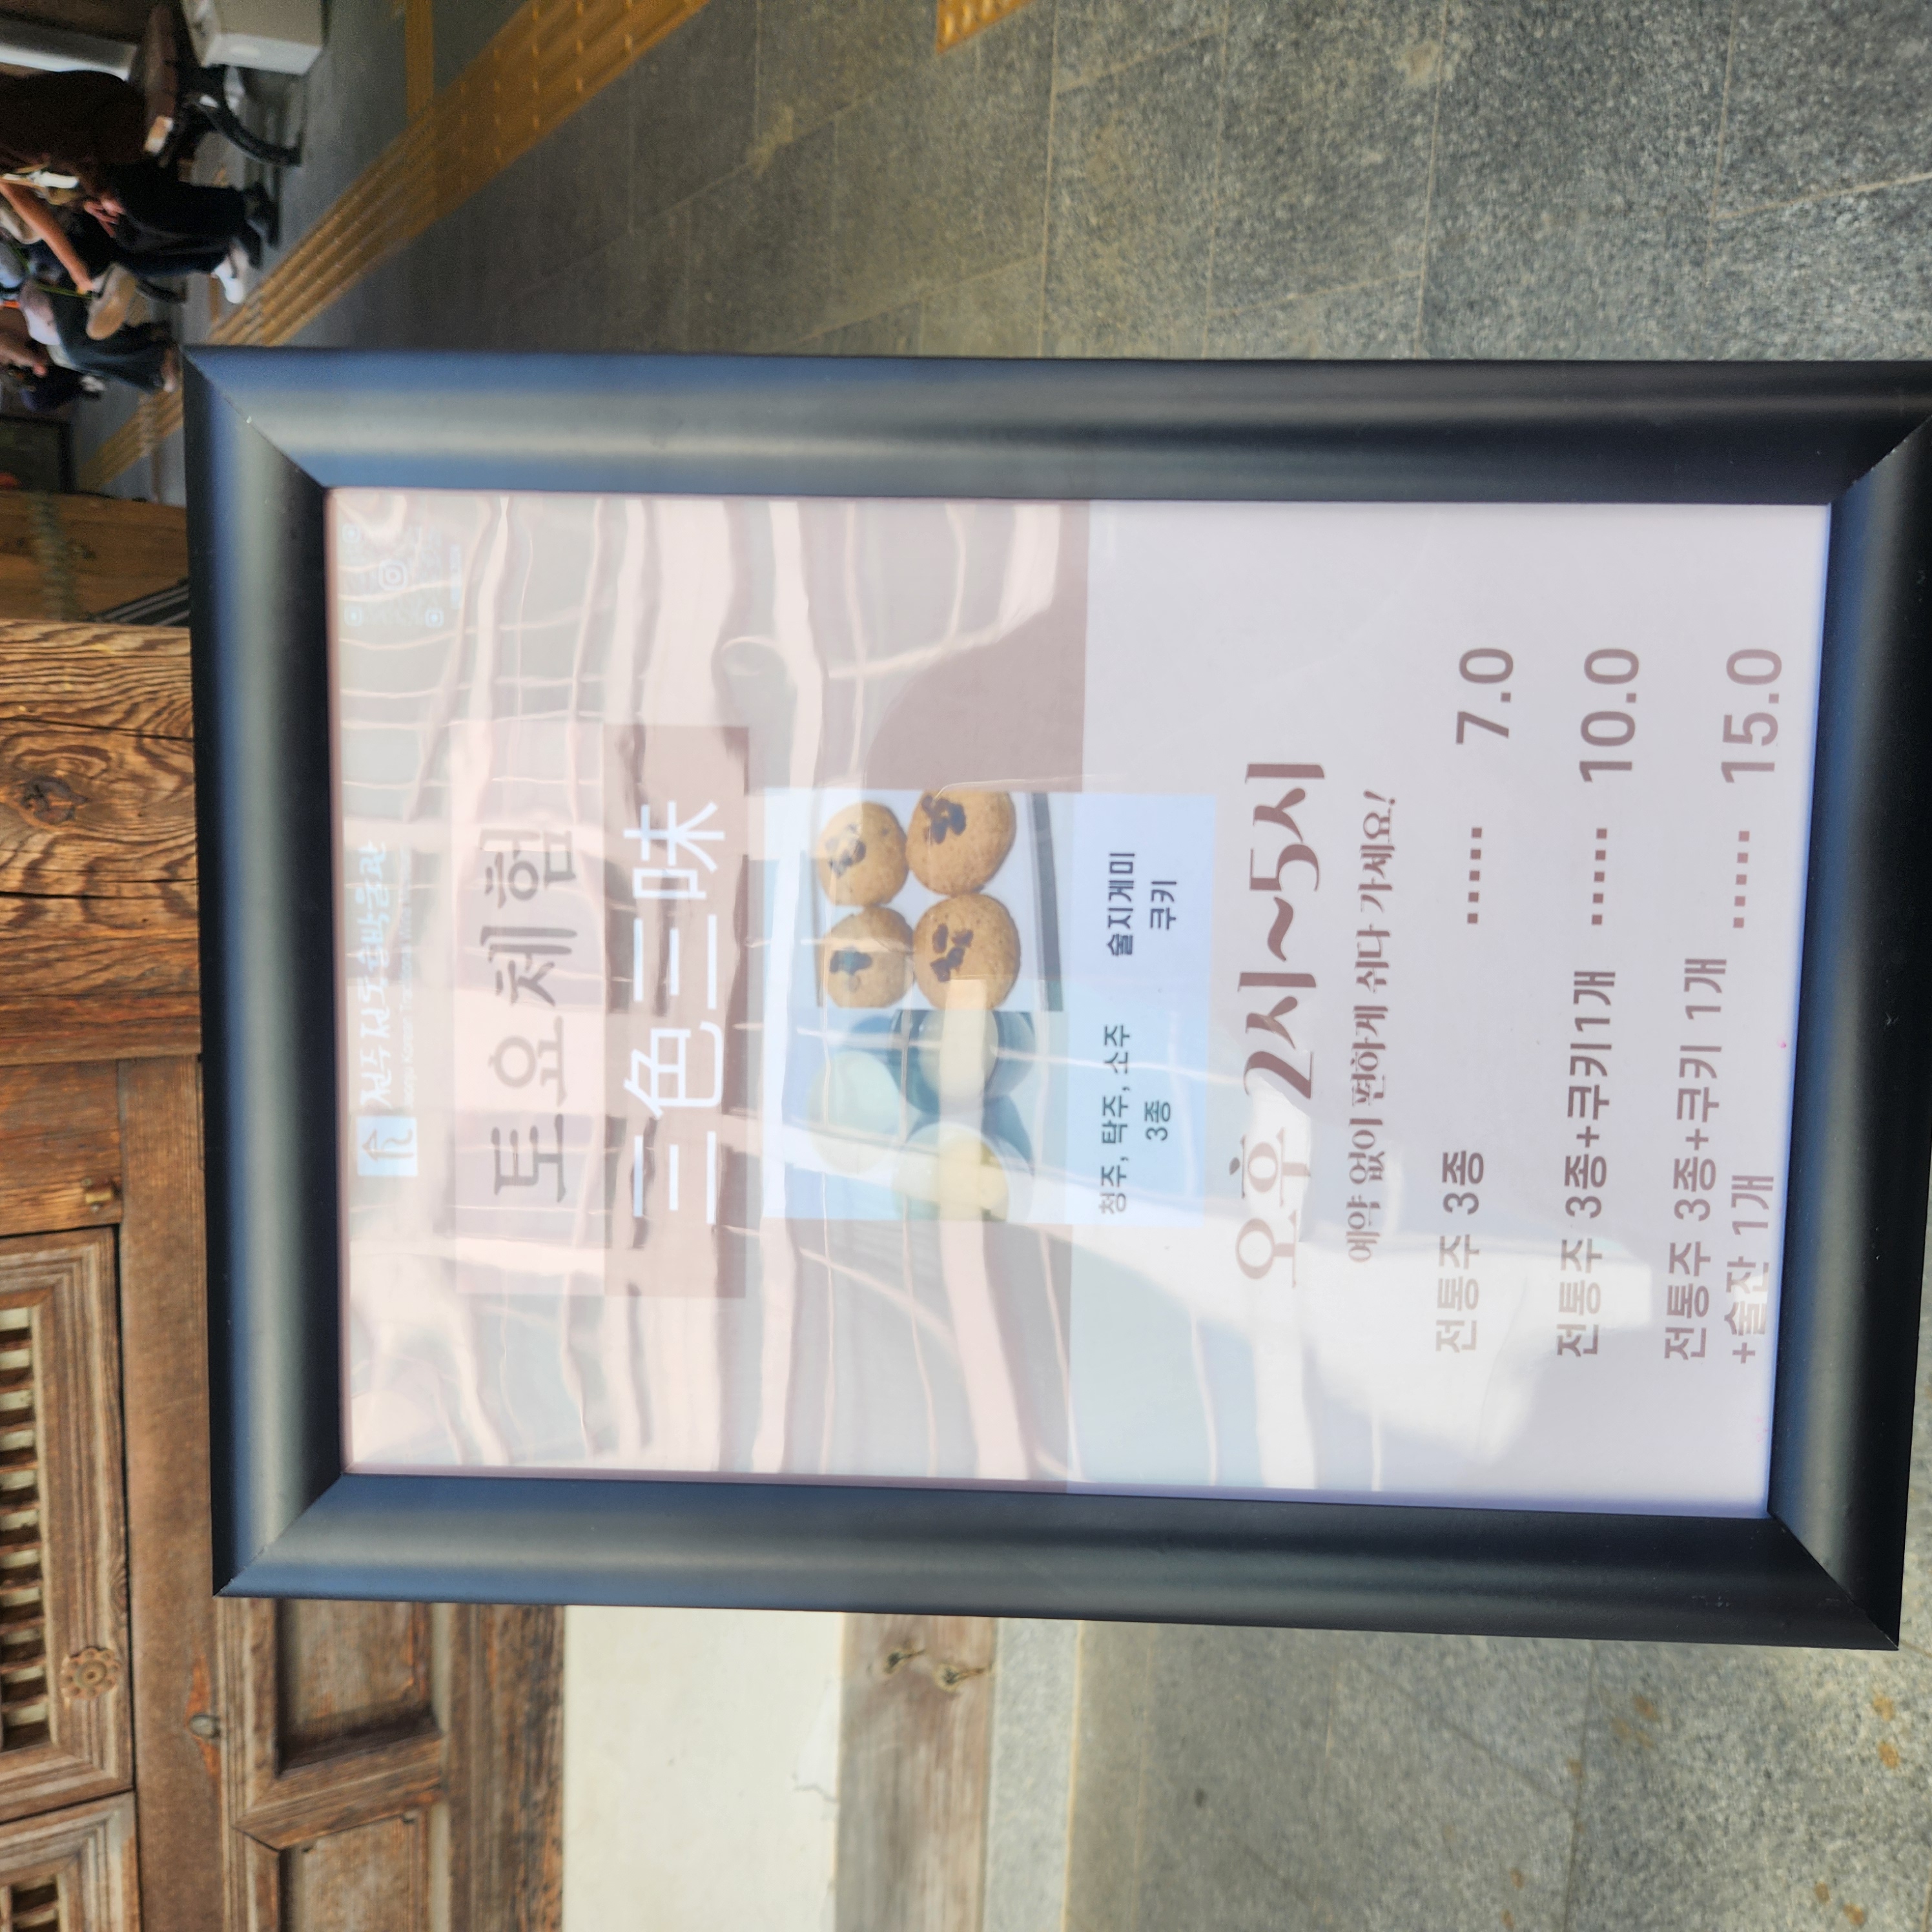 전주전통술박물관
토요체험
三色三味
청주, 탁주, 소주
3종
술지게미
쿠키
오후 2시~5시
예약 없이 편하게 쉬다 가세요!
전통주 3종 ····· 7.0
전통주 3종+쿠키1개 ····· 10.0
전통주 3종+쿠키 1개
+술잔 1개 ····· 15.0